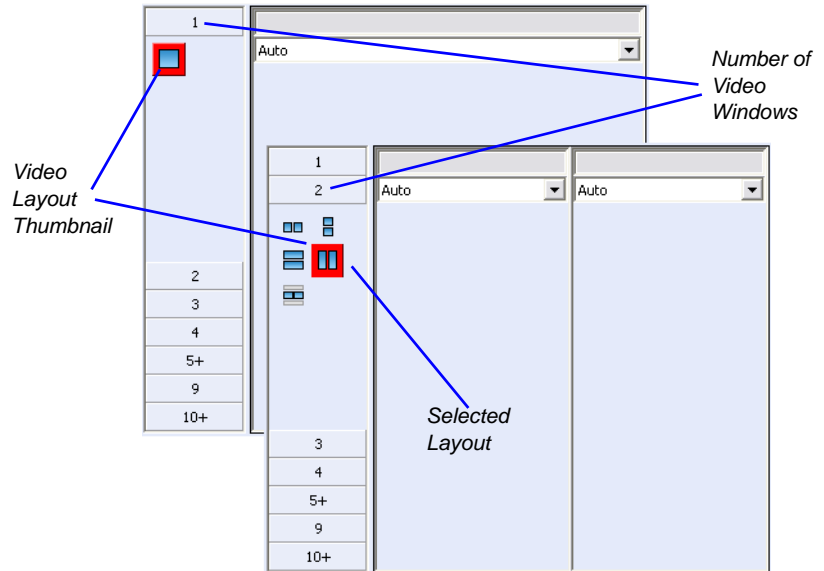 1
Auto
Number of
Video
Windows
Video
Layout
Thumbnail
2
3
4
5+
9
10+
1
2
Auto
Auto
Selected
Layout
3
4
5+
9
10+